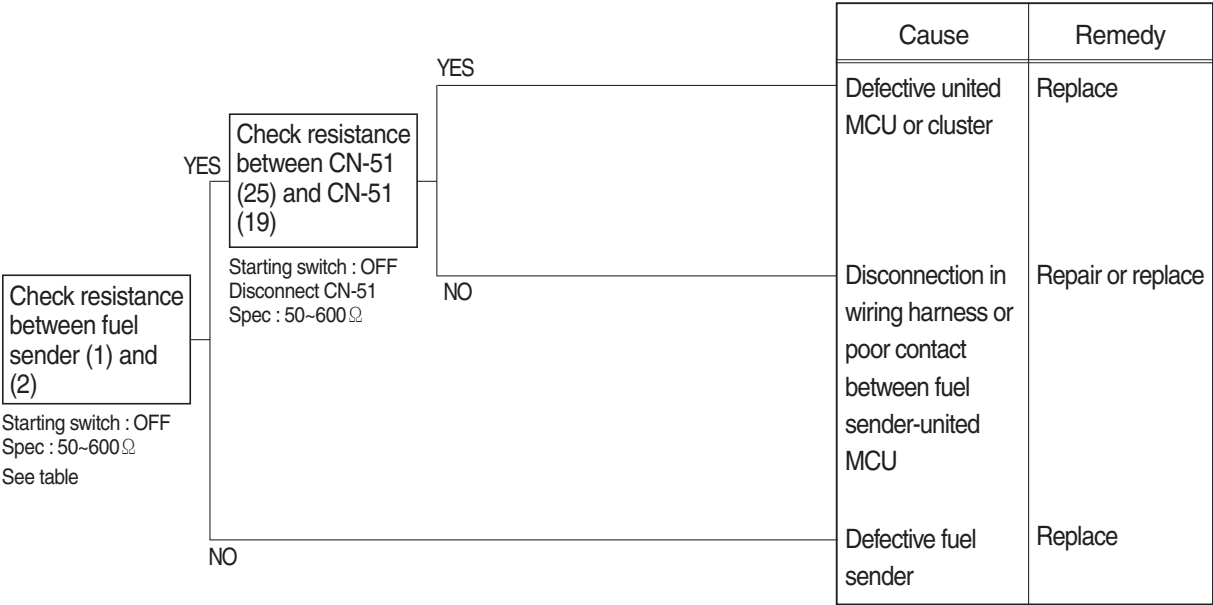 Cause
Remedy
YES
Defective united
MCU or cluster
Replace
YES
Check resistance
between CN-51
(25) and CN-51
(19)
Starting switch : OFF
Disconnect CN-51
Spec : 50~600Ω
NO
Disconnection in
wiring harness or
poor contact
between fuel
sender-united
MCU
Repair or replace
Check resistance
between fuel
sender (1) and
(2)
Starting switch : OFF
Spec : 50~600Ω
See table
NO
Defective fuel
sender
Replace